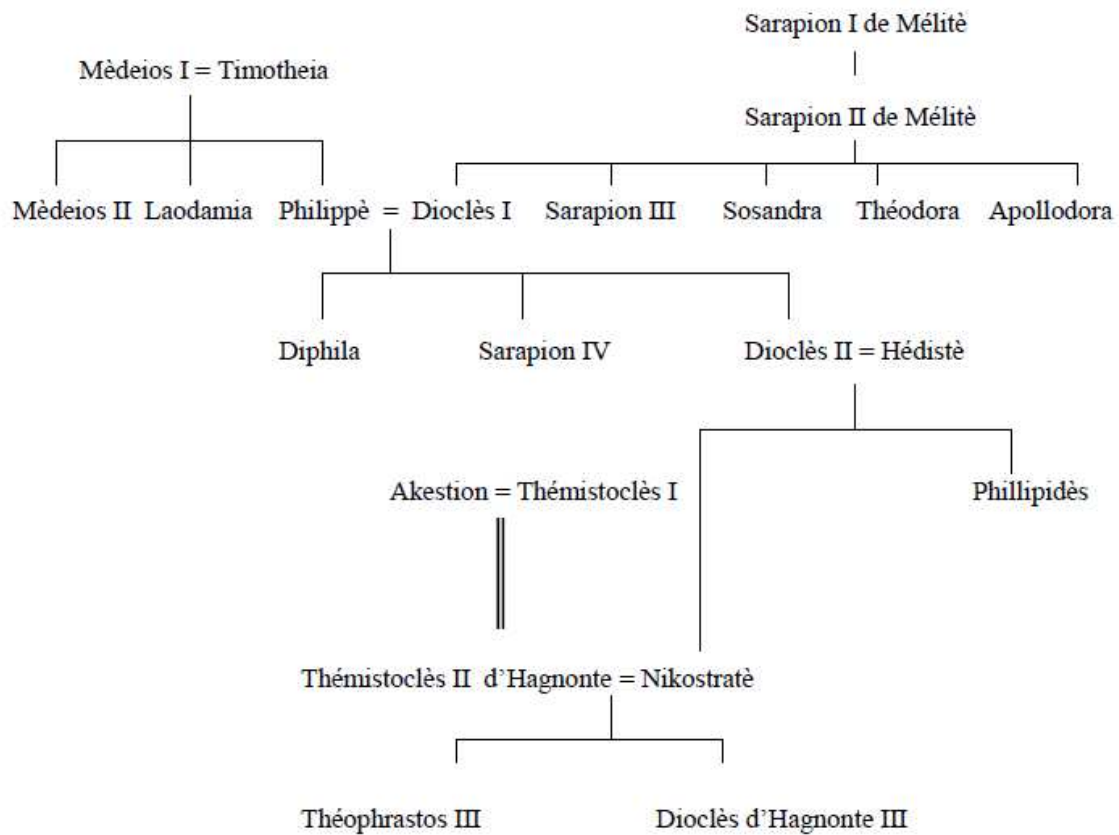 Sarapion I de Mélitè
Mèdeios I = Timotheia
Sarapion II de Mélitè
Mèdeios II Laodamia Philippè = Dioclès I Sarapion III Sosandra Théodora Apollodora
Diphila Sarapion IV Dioclès II = Hédistè
Akestion = Thémistoclès I Phillipidès
Thémistoclès II d'Hagnonte = Nikostratè
Théophrastos III Dioclès d'Hagnonte III